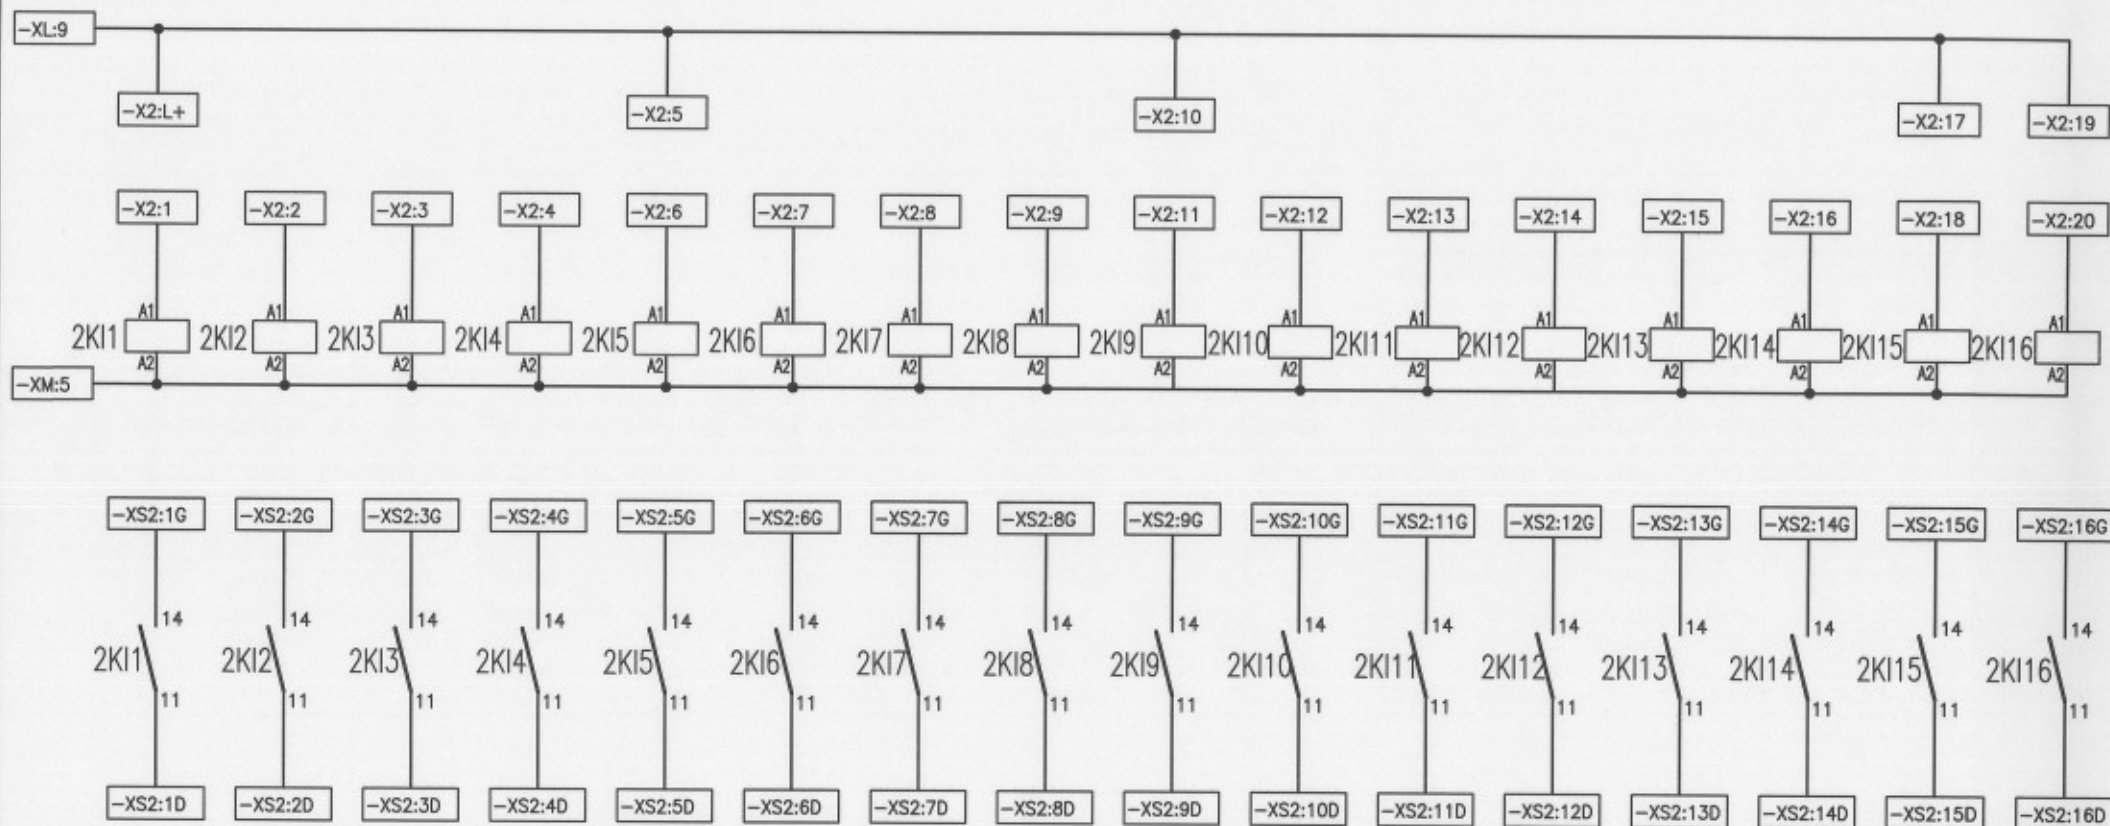 -XL:9
-X2:L+ -X2:5 -X2:10 -X2:17 -X2:19
-X2:1 -X2:2 -X2:3 -X2:4 -X2:6 -X2:7 -X2:8 -X2:9 -X2:11 -X2:12 -X2:13 -X2:14 -X2:15 -X2:16 -X2:18 -X2:20
A1 A1 A1 A1 A1 A1 A1 A1 A1 A1 A1 A1 A1 A1 A1 A1
2KI1 2KI2 2KI3 2KI4 2KI5 2KI6 2KI7 2KI8 2KI9 2KI10 2KI11 2KI12 2KI13 2KI14 2KI15 2KI16
A2 A2 A2 A2 A2 A2 A2 A2 A2 A2 A2 A2 A2 A2 A2 A2
-XM:5
-XS2:1G -XS2:2G -XS2:3G -XS2:4G -XS2:5G -XS2:6G -XS2:7G -XS2:8G -XS2:9G -XS2:10G -XS2:11G -XS2:12G -XS2:13G -XS2:14G -XS2:15G -XS2:16G
14 14 14 14 14 14 14 14 14 14 14 14 14 14 14 14
2KI1 2KI2 2KI3 2KI4 2KI5 2KI6 2KI7 2KI8 2KI9 2KI10 2KI11 2KI12 2KI13 2KI14 2KI15 2KI16
11 11 11 11 11 11 11 11 11 11 11 11 11 11 11 11
-XS2:1D -XS2:2D -XS2:3D -XS2:4D -XS2:5D -XS2:6D -XS2:7D -XS2:8D -XS2:9D -XS2:10D -XS2:11D -XS2:12D -XS2:13D -XS2:14D -XS2:15D -XS2:16D